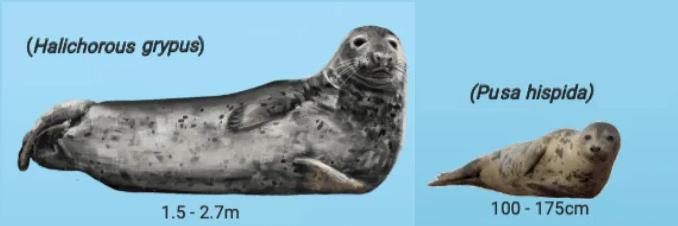 (Halichorous grypus)
(Pusa hispida)
1.5 - 2.7m
100 - 175cm